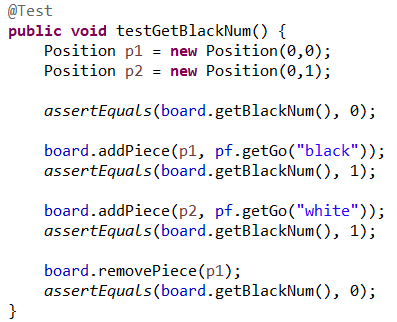 @Test
public void testGetBlackNum() {
    Position p1 = new Position(0,0);
    Position p2 = new Position(0,1);

    assertEquals(board.getBlackNum(), 0);

    board.addPiece(p1, pf.getGo("black"));
    assertEquals(board.getBlackNum(), 1);

    board.addPiece(p2, pf.getGo("white"));
    assertEquals(board.getBlackNum(), 1);

    board.removePiece(p1);
    assertEquals(board.getBlackNum(), 0);
}